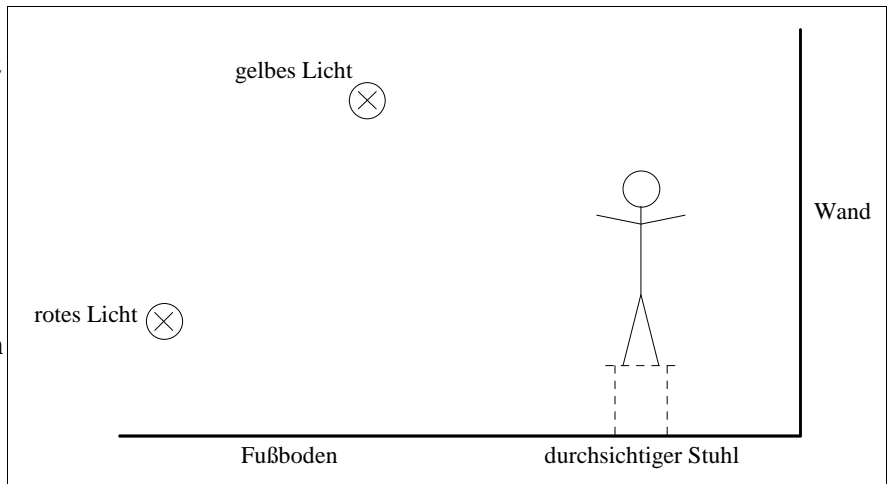 gelbes Licht
Wand
rotes Licht
Fußboden
durchsichtiger Stuhl